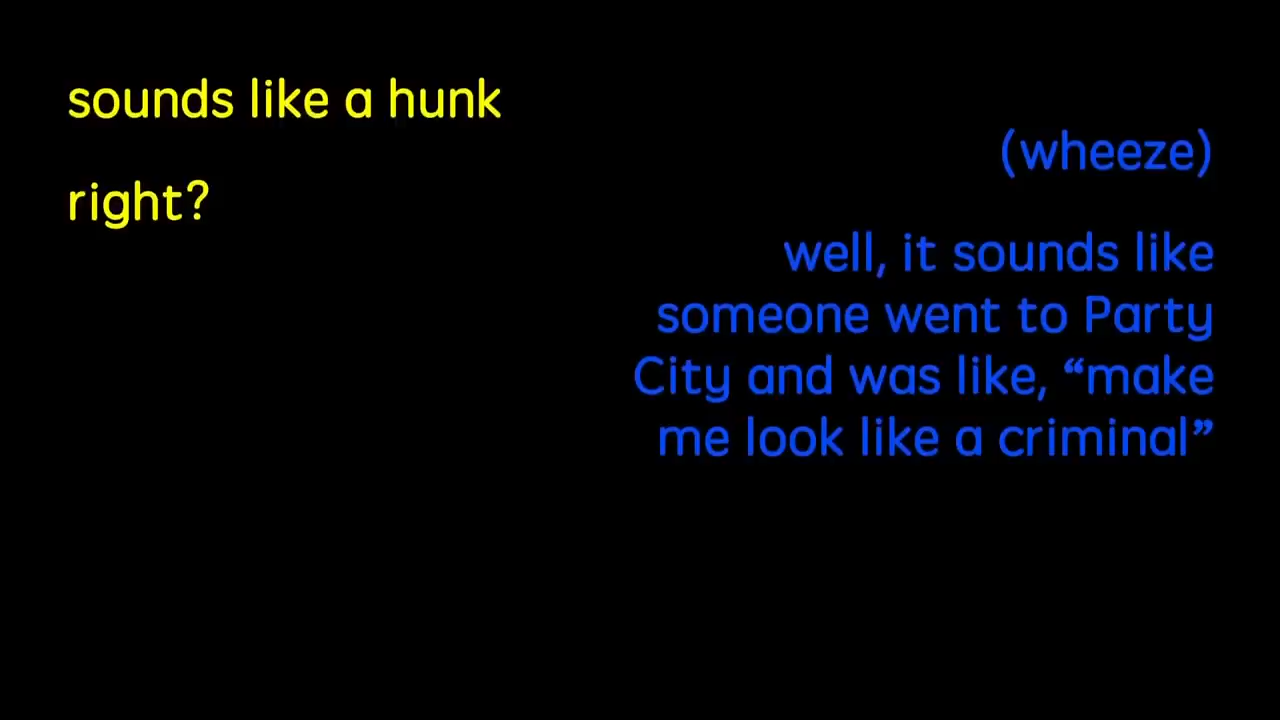 sounds like a hunk
(wheeze)
right?
well, it sounds like
someone went to Party
City and was like, “make
me look like a criminal”